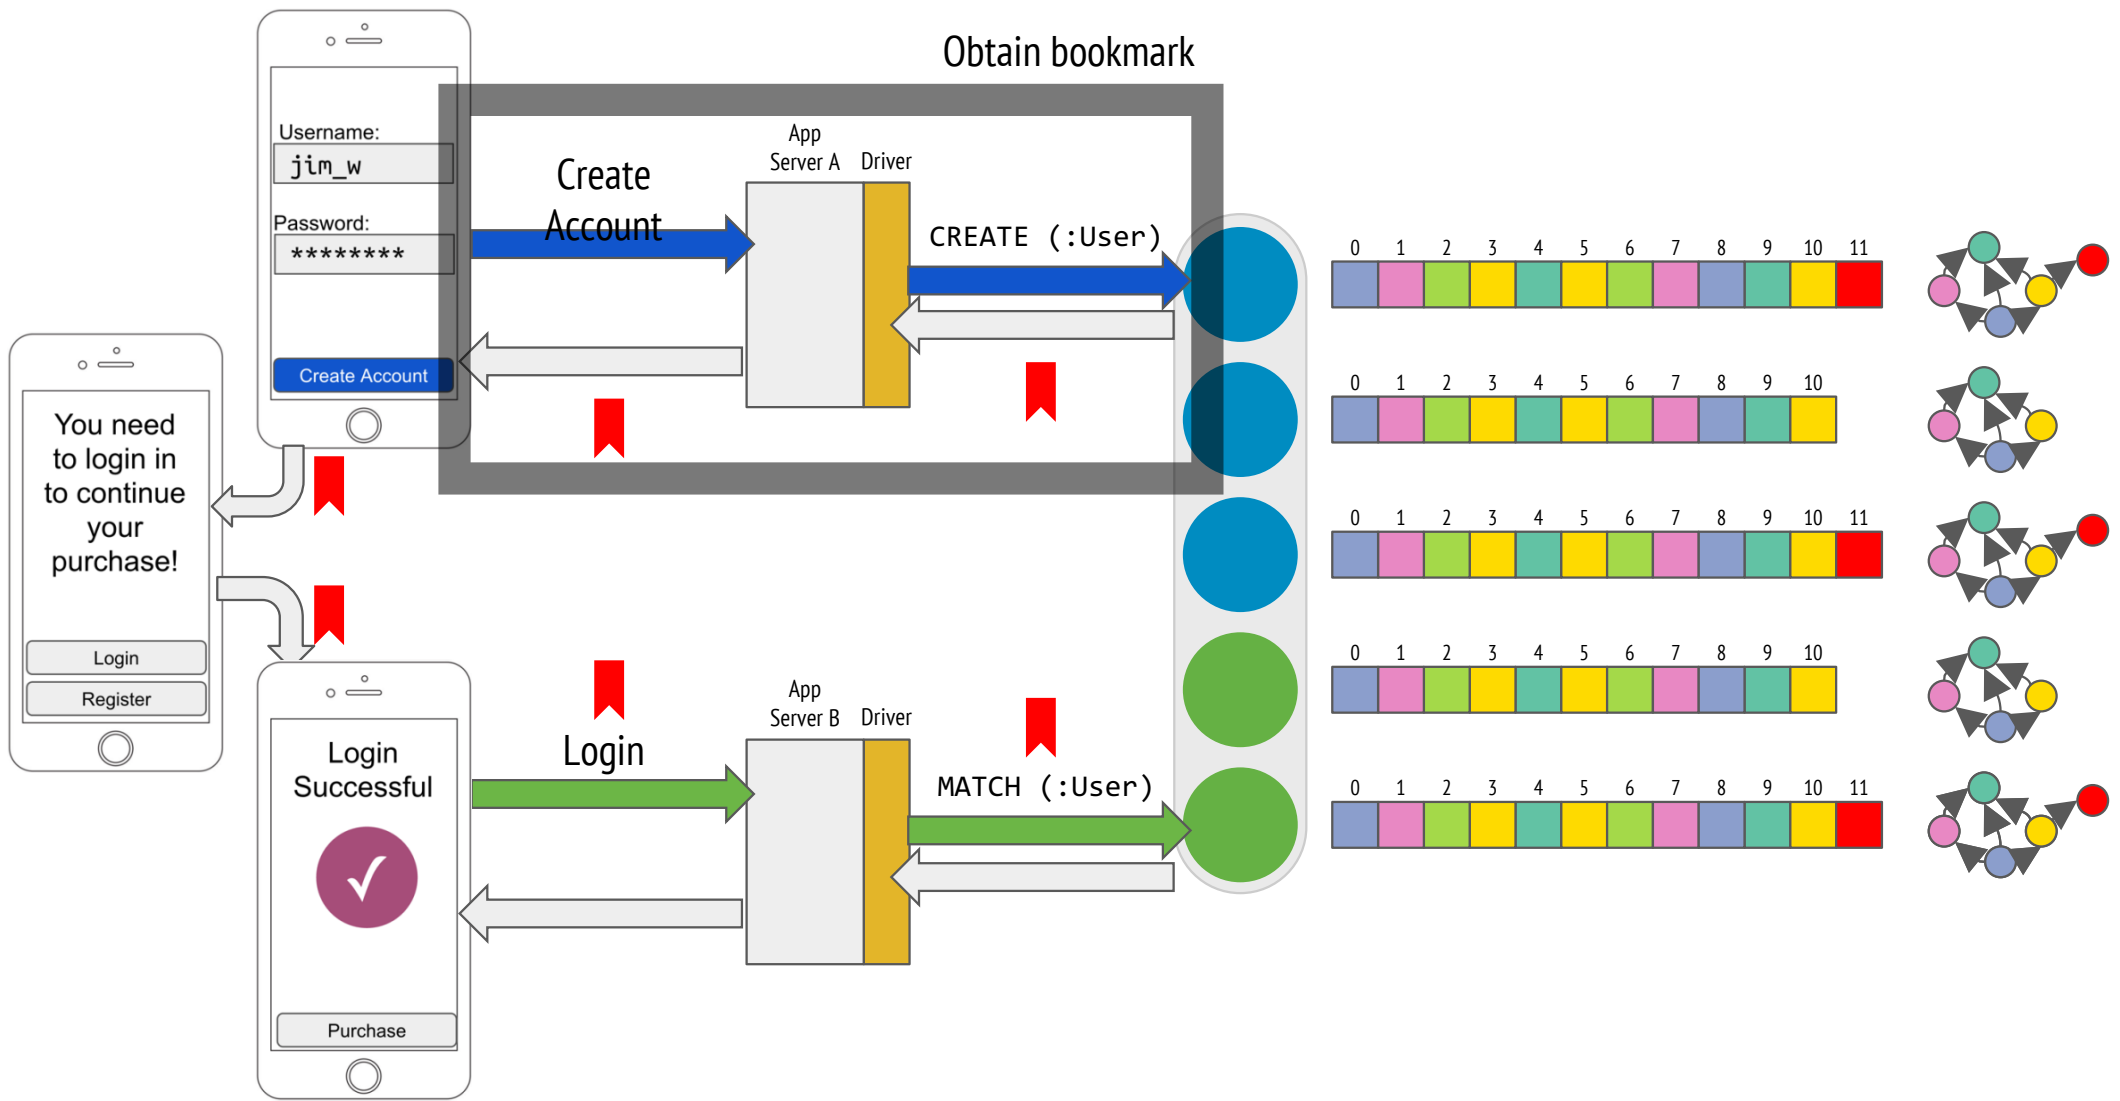 Obtain bookmark
Username:
jim_w
Password:
********
Create Account
Create
Account
App
Server A
Driver
CREATE (:User)
0 1 2 3 4 5 6 7 8 9 10 11
0 1 2 3 4 5 6 7 8 9 10
0 1 2 3 4 5 6 7 8 9 10 11
0 1 2 3 4 5 6 7 8 9 10
0 1 2 3 4 5 6 7 8 9 10 11
You need
to login in
to continue
your
purchase!
Login
Register
Login
Successful
Purchase
Login
App
Server B
Driver
MATCH (:User)